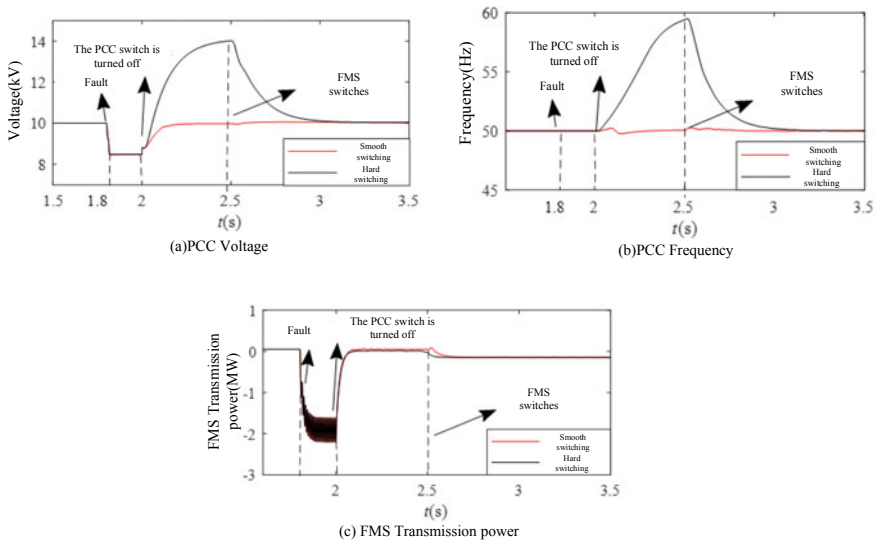 14
12
10
8
Voltage(kV)
The PCC switch is
turned off
Fault
FMS
switches
Smooth
switching
Hard
switching
1.5
1.8
2
2.5
3
3.5
t(s)
(a)PCC Voltage
60
55
50
45
Frequency(Hz)
The PCC switch is
turned off
Fault
FMS
switches
Smooth
switching
Hard
switching
1.8
2
2.5
3
3.5
t(s)
(b)PCC Frequency
1
0
-1
-2
-3
FMS Transmission
power(MW)
Fault
The PCC switch is
turned off
FMS
switches
Smooth
switching
Hard
switching
2
2.5
3
3.5
t(s)
(c) FMS Transmission power